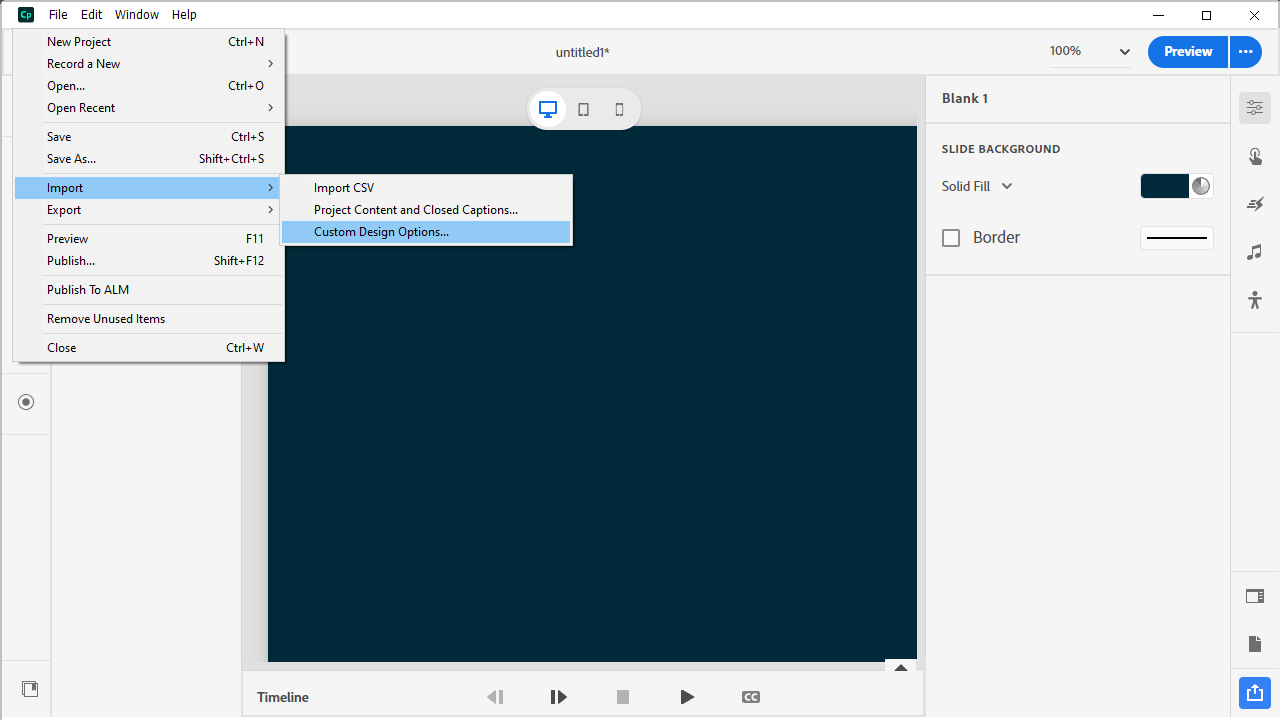 Cp File Edit Window Help
untitled1*
100%
Preview
New Project Ctrl+N
Record a New
Open... Ctrl+O
Open Recent
Save Ctrl+S
Save As... Shift+Ctrl+S
Import
Export
Preview F11
Publish... Shift+F12
Publish To ALM
Remove Unused Items
Close Ctrl+W
Import CSV
Project Content and Closed Captions...
Custom Design Options...
Blank 1
SLIDE BACKGROUND
Solid Fill
Border
Timeline
CC